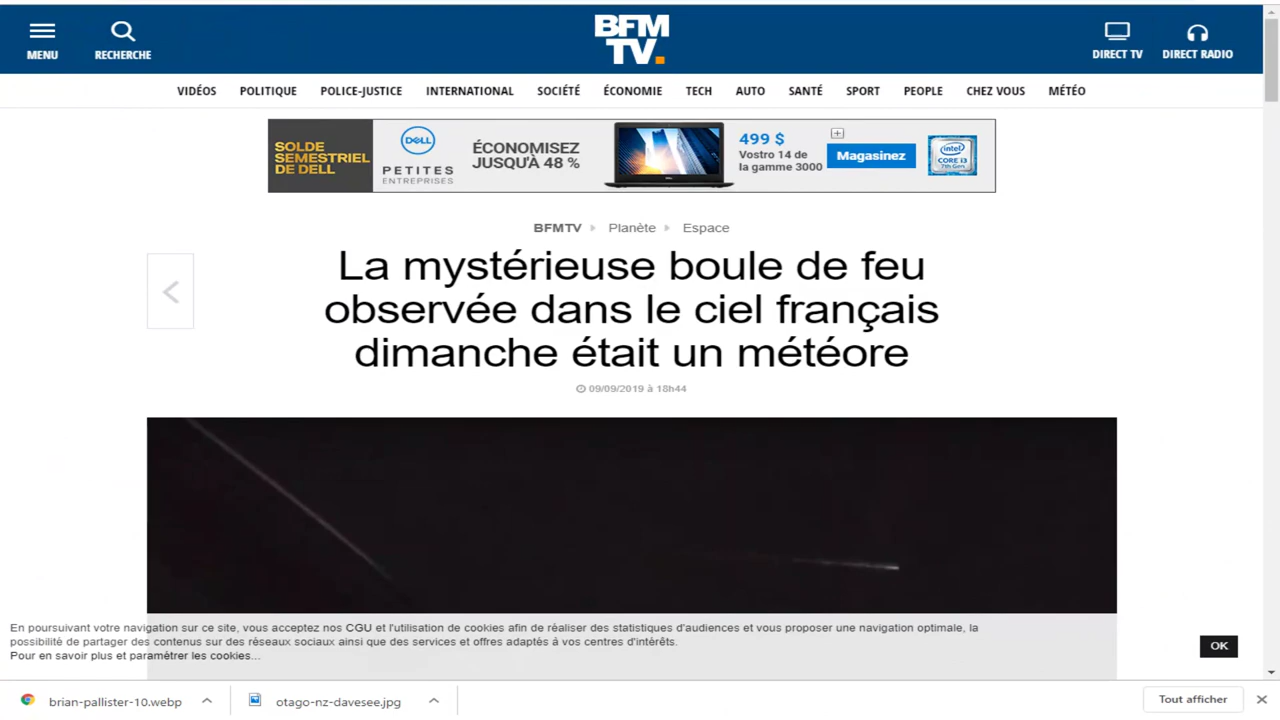 MENU
RECHERCHE
BFM
TV.
DIRECT TV
DIRECT RADIO
VIDÉOS POLITIQUE POLICE-JUSTICE INTERNATIONAL SOCIÉTÉ ÉCONOMIE TECH AUTO SANTÉ SPORT PEOPLE CHEZ VOUS MÉTÉO
SOLDE
SEMESTRIEL
DE DELL
DELL
PETITES
ENTREPRISES
ÉCONOMISEZ
JUSQU'À 48 %
499 $
Vostro 14 de
la gamme 3000
Magasinez
intel
CORE i3
7th Gen
BFMTV Planète Espace
La mystérieuse boule de feu
observée dans le ciel français
dimanche était un météore
09/09/2019 à 18h44
En poursuivant votre navigation sur ce site, vous acceptez nos CGU et l'utilisation de cookies afin de réaliser des statistiques d'audiences et vous proposer une navigation optimale, la
possibilité de partager des contenus sur des réseaux sociaux ainsi que des services et offres adaptés à vos centres d'intérêts.
Pour en savoir plus et paramétrer les cookies...
OK
brian-pallister-10.webp
otago-nz-davesee.jpg
Tout afficher